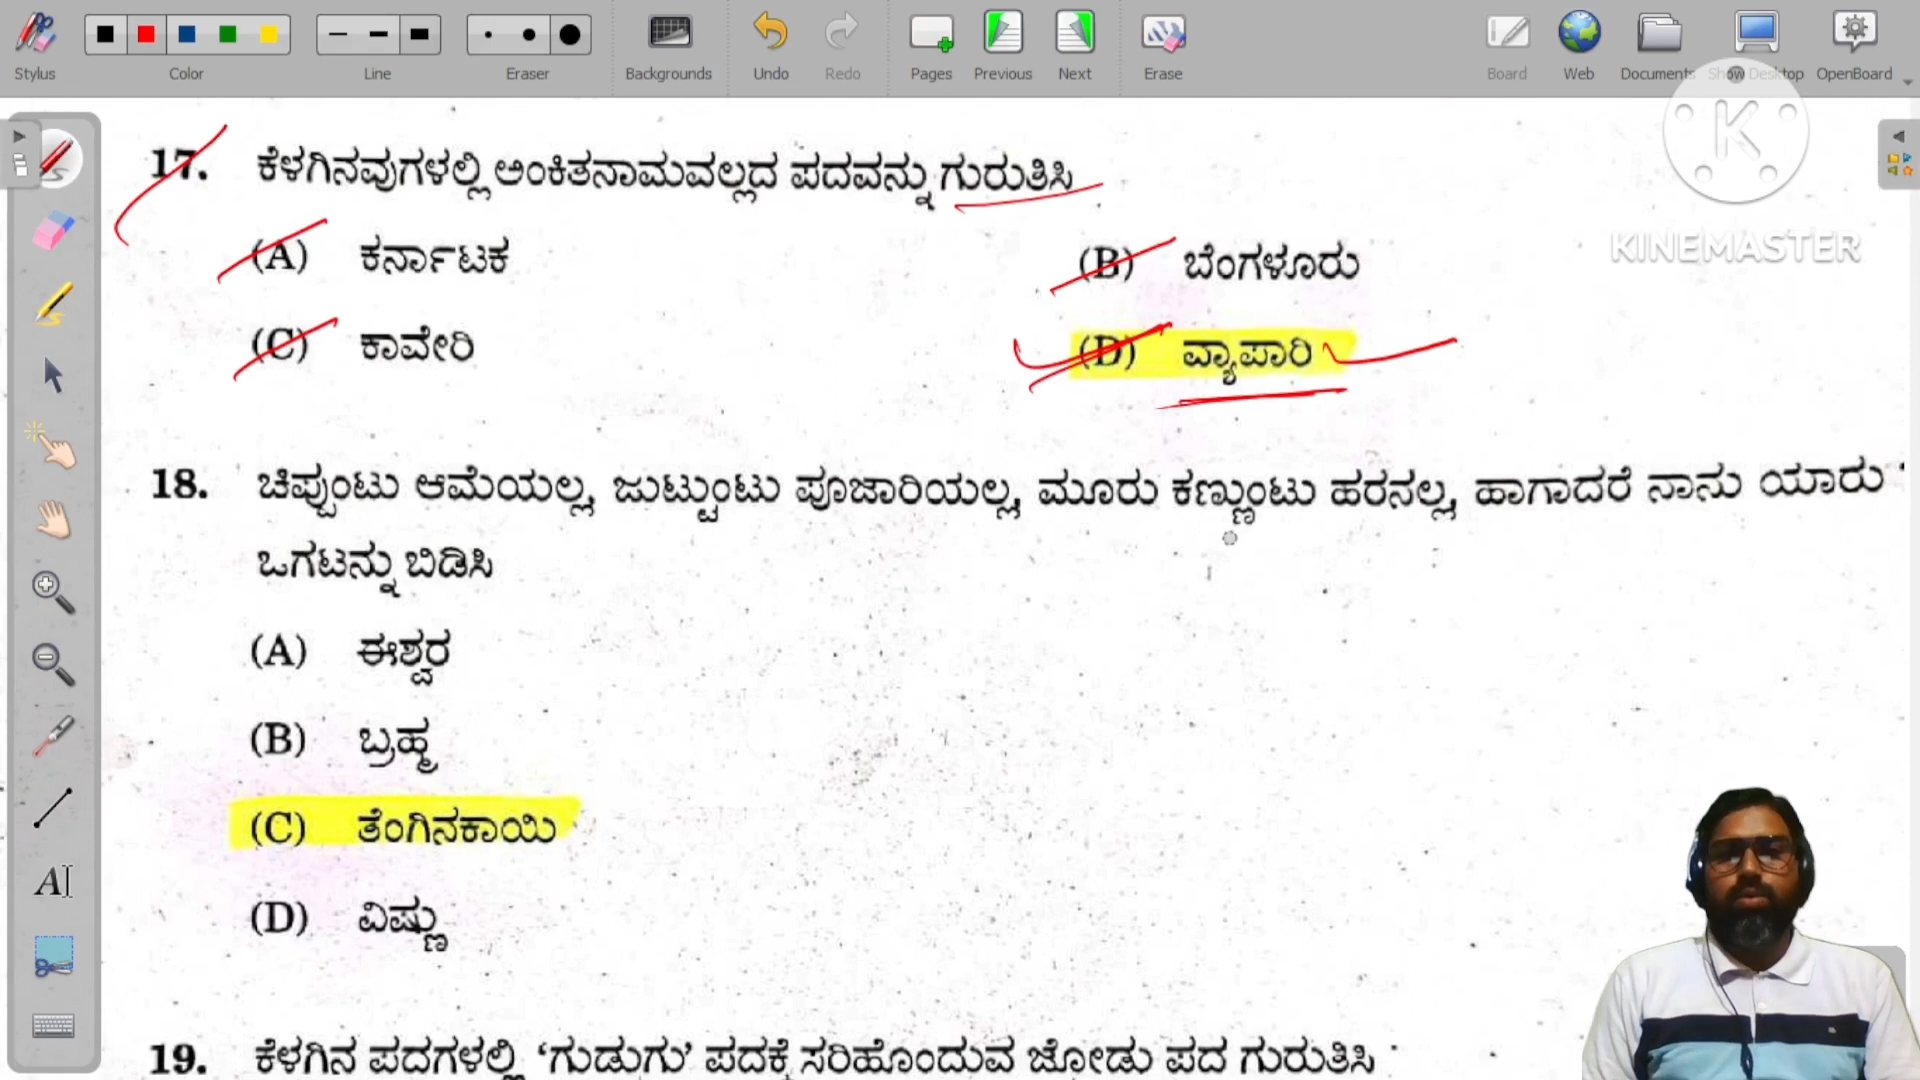 Stylus Color Line Eraser Backgrounds Undo Redo Pages Previous Next Erase Board Web Documents Show Desktop OpenBoard
K
KINEMASTER
17. ಕೆಳಗಿನವುಗಳಲ್ಲಿ ಅಂಕಿತನಾಮವಲ್ಲದ ಪದವನ್ನು ಗುರುತಿಸಿ
(A) ಕರ್ನಾಟಕ (B) ಬೆಂಗಳೂರು
(C) ಕಾವೇರಿ (D) ವ್ಯಾಪಾರಿ
18. ಚಿಪ್ಪುಂಟು ಆಮೆಯಲ್ಲ, ಜುಟ್ಟುಂಟು ಪೂಜಾರಿಯಲ್ಲ, ಮೂರು ಕಣ್ಣುಂಟು ಹರನಲ್ಲ, ಹಾಗಾದರೆ ನಾನು ಯಾರು
ಒಗಟನ್ನು ಬಿಡಿಸಿ
(A) ಈಶ್ವರ
(B) ಬ್ರಹ್ಮ
(C) ತೆಂಗಿನಕಾಯಿ
(D) ವಿಷ್ಣು
19. ಕೆಳಗಿನ ಪದಗಳಲ್ಲಿ ‘ಗುಡುಗು’ ಪದಕ್ಕೆ ಸರಿಹೊಂದುವ ಜೋಡು ಪದ ಗುರುತಿಸಿ